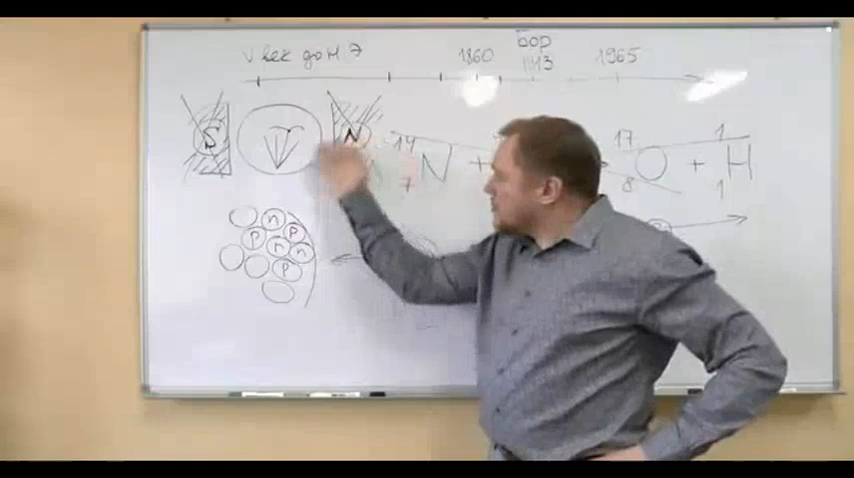 V век до н э
1860
Бор
1913
1965
S
N
14
7 N +
17
8 O + 1
1 H
n
p p
n n
p